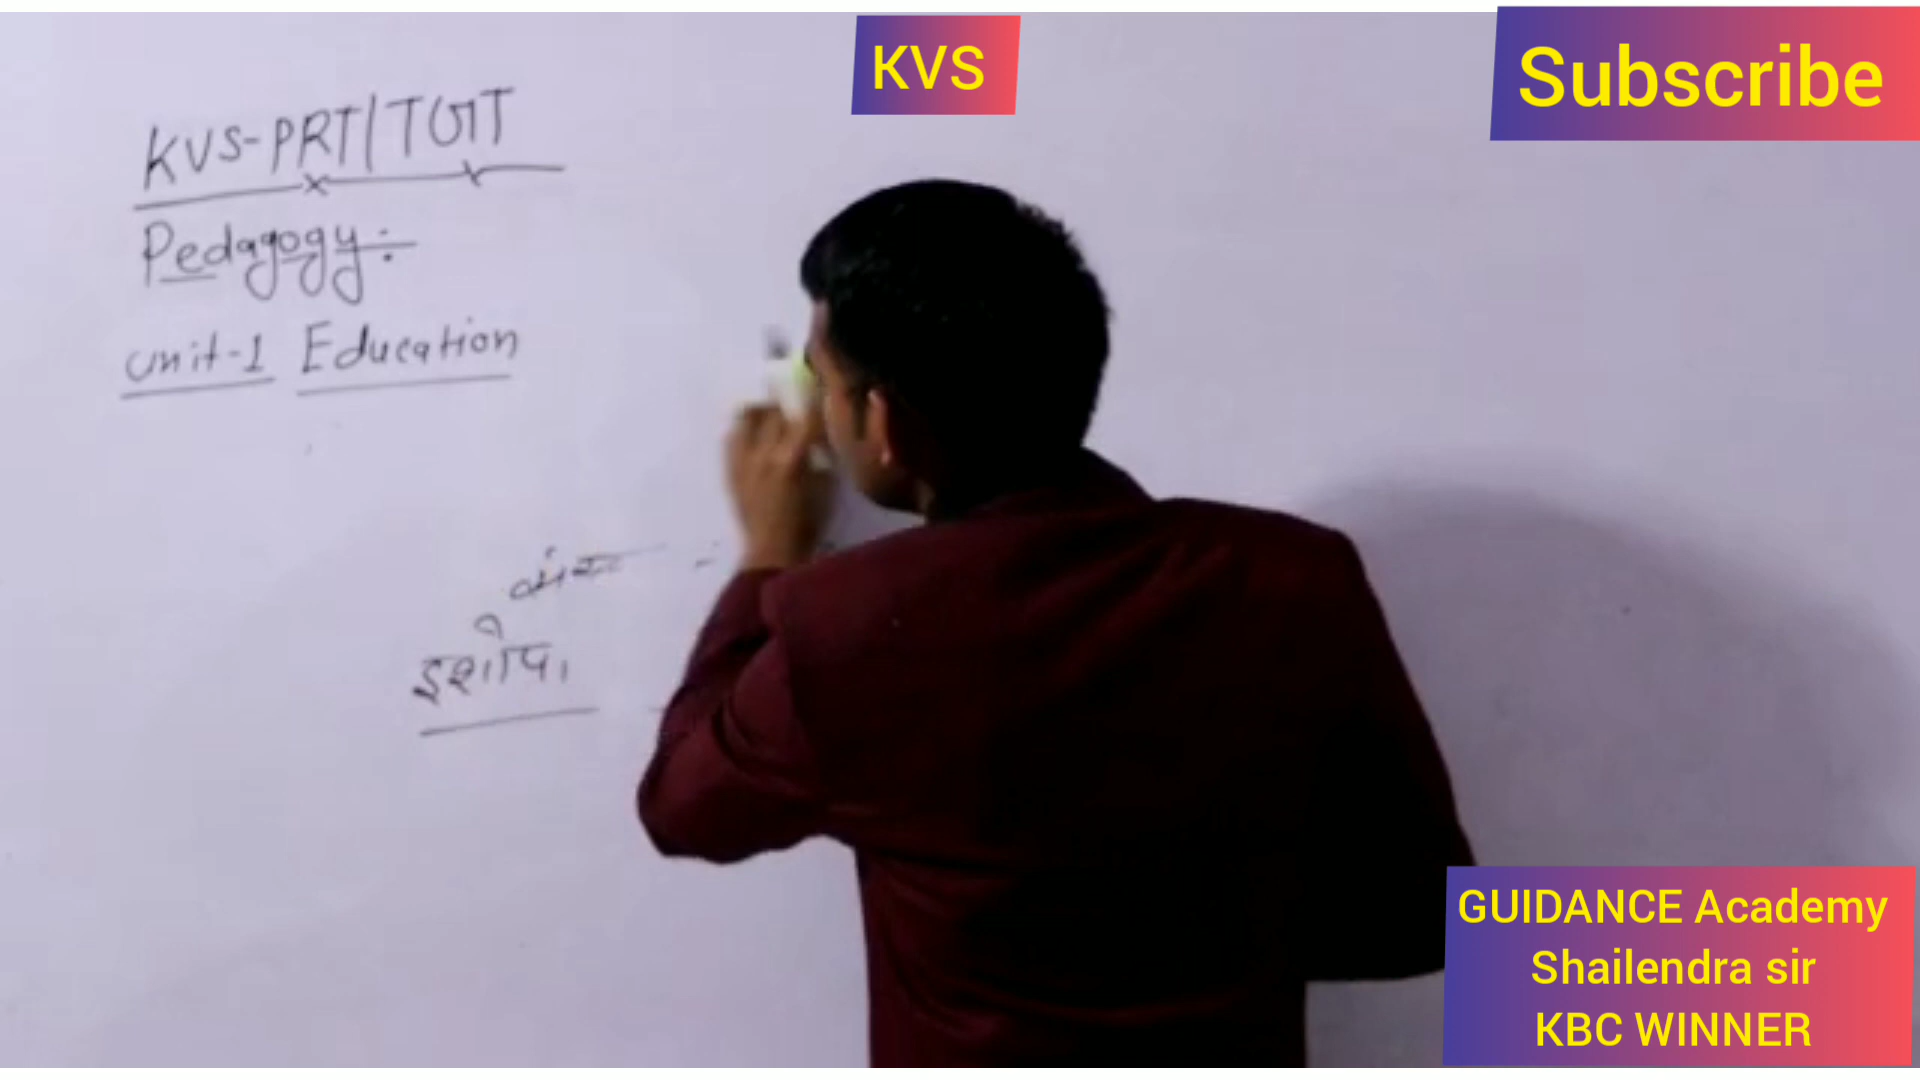 KVS
Subscribe
KVS-PRT/TGT
Pedagogy:
Unit-1 Education
GUIDANCE Academy
Shailendra sir
KBC WINNER